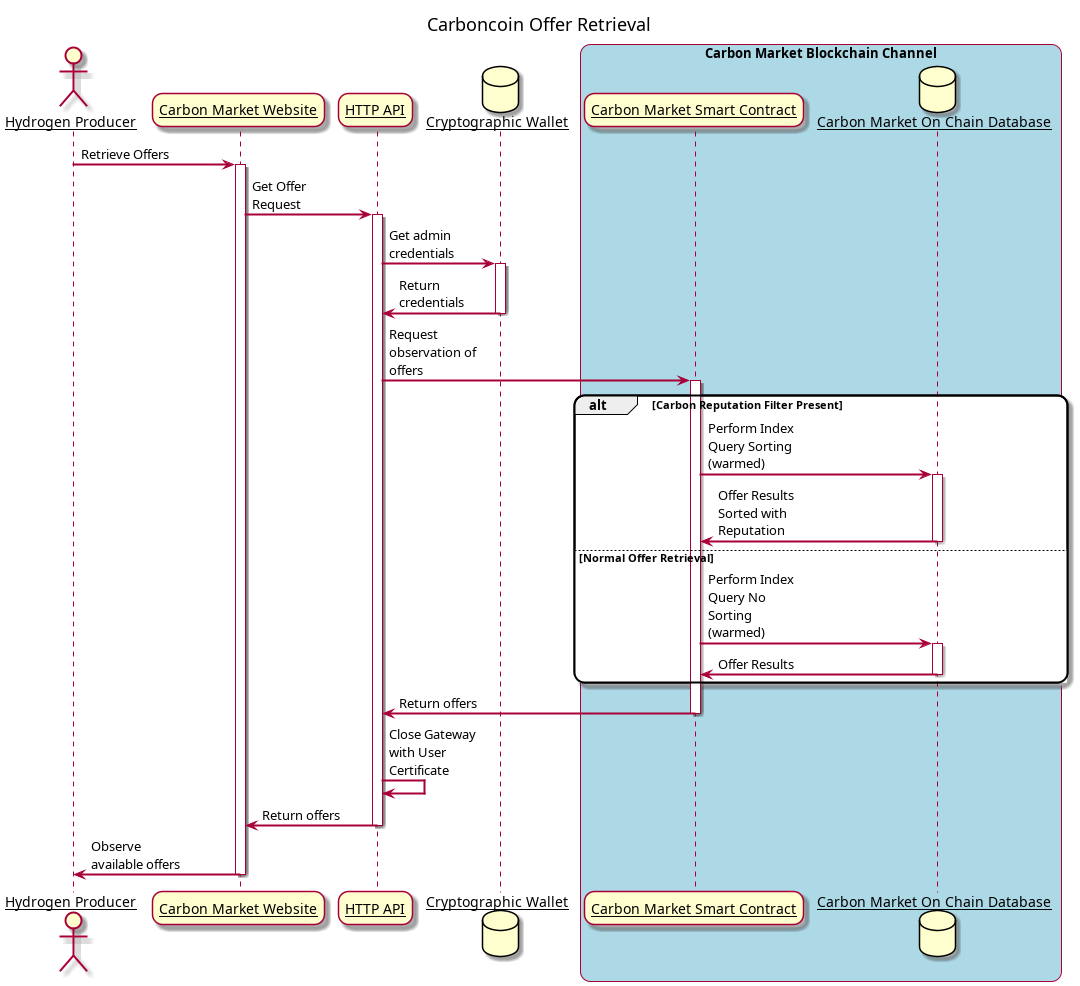 Carboncoin Offer Retrieval
Carbon Market Blockchain Channel
Hydrogen Producer
Carbon Market Website
HTTP API
Cryptographic Wallet
Carbon Market Smart Contract
Carbon Market On Chain Database
Retrieve Offers
Get Offer
Request
Get admin
credentials
Return
credentials
Request
observation of
offers
alt
[Carbon Reputation Filter Present]
Perform Index
Query Sorting
(warmed)
Offer Results
Sorted with
Reputation
[Normal Offer Retrieval]
Perform Index
Query No
Sorting
(warmed)
Offer Results
Return offers
Close Gateway
with User
Certificate
Return offers
Observe
available offers
Hydrogen Producer
Carbon Market Website
HTTP API
Cryptographic Wallet
Carbon Market Smart Contract
Carbon Market On Chain Database